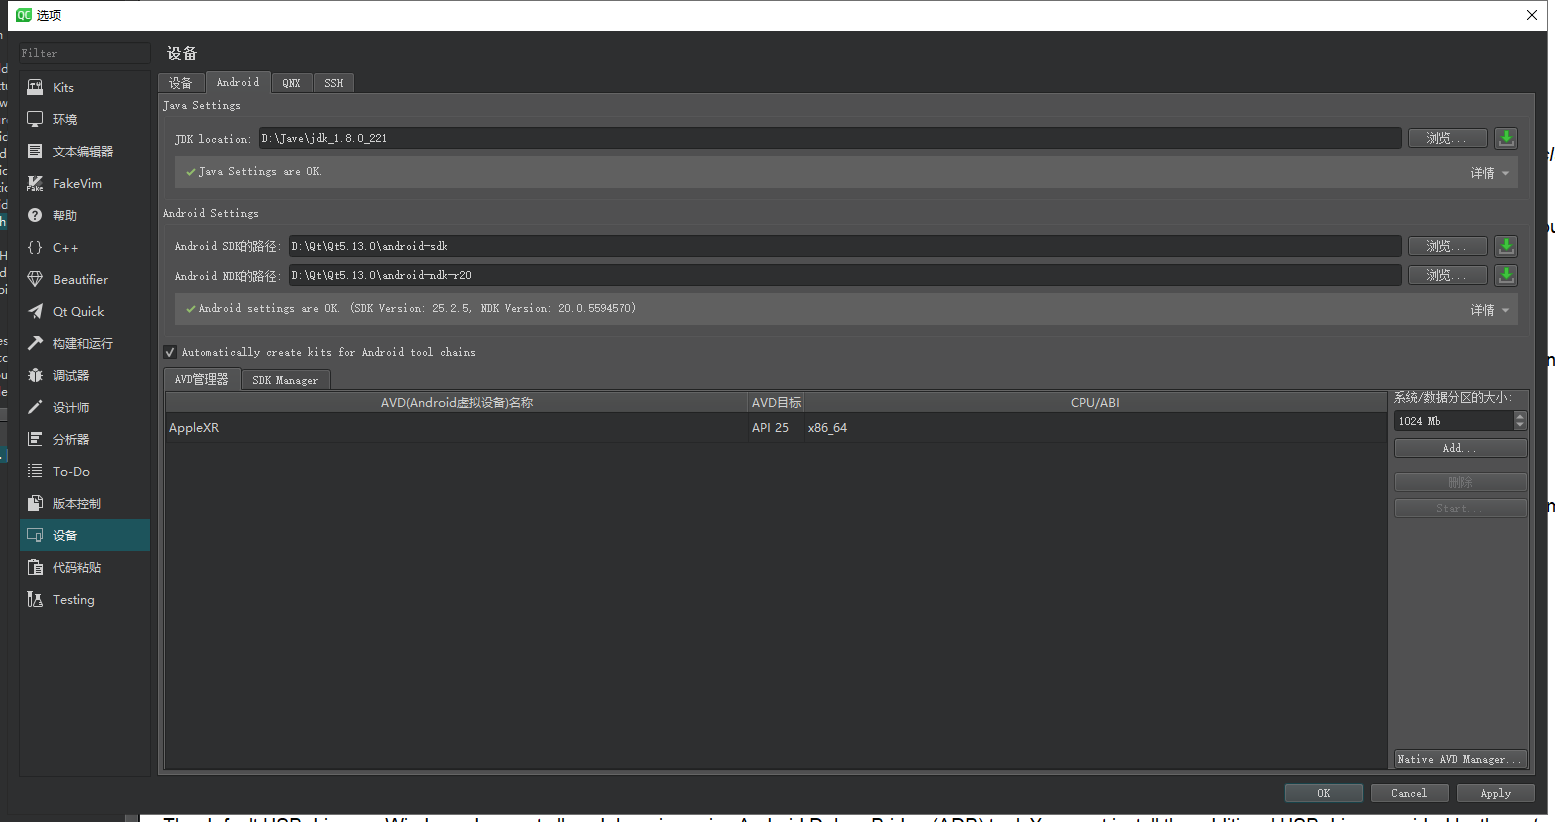 选项
Filter
Kits
环境
文本编辑器
FakeVim
帮助
C++
Beautifier
Qt Quick
构建和运行
调试器
设计师
分析器
To-Do
版本控制
设备
代码粘贴
Testing
设备
设备 Android QNX SSH
Java Settings
JDK location: D:\Jave\jdk_1.8.0_221 浏览...
Java Settings are OK. 详情
Android Settings
Android SDK的路径: D:\Qt\Qt5.13.0\android-sdk 浏览...
Android NDK的路径: D:\Qt\Qt5.13.0\android-ndk-r20 浏览...
Android settings are OK. (SDK Version: 25.2.5, NDK Version: 20.0.5594570) 详情
Automatically create kits for Android tool chains
AVD管理器 SDK Manager
AVD(Android虚拟设备)名称 AVD目标 CPU/ABI
AppleXR API 25 x86_64
系统/数据分区的大小:
1024 Mb
Add...
删除
Start...
Native AVD Manager...
OK Cancel Apply